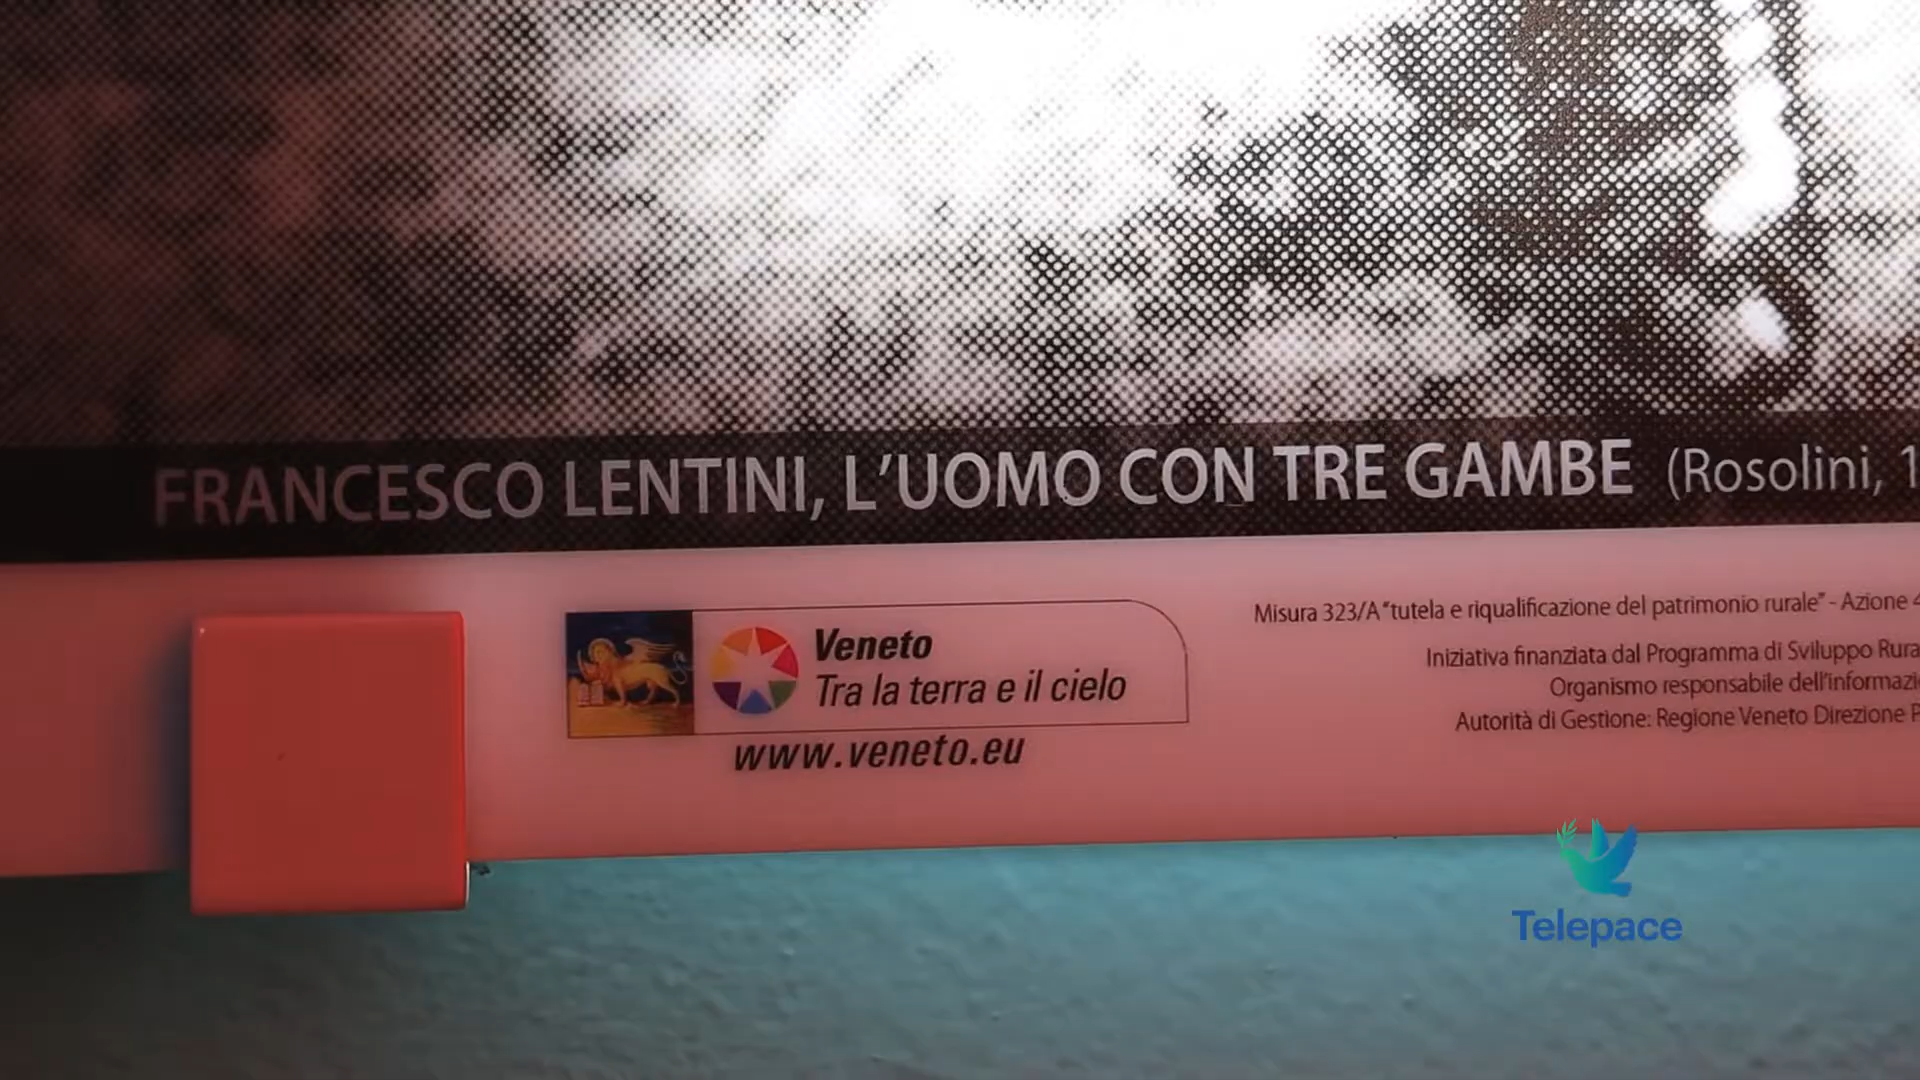 FRANCESCO LENTINI, L'UOMO CON TRE GAMBE (Rosolini, 1
Veneto
Tra la terra e il cielo
www.veneto.eu
Misura 323/A "tutela e riqualificazione del patrimonio rurale" - Azione 4
Iniziativa finanziata dal Programma di Sviluppo
Organismo responsabile dell'
Autorità di Gestione: Regione Veneto Direzione
Telepace